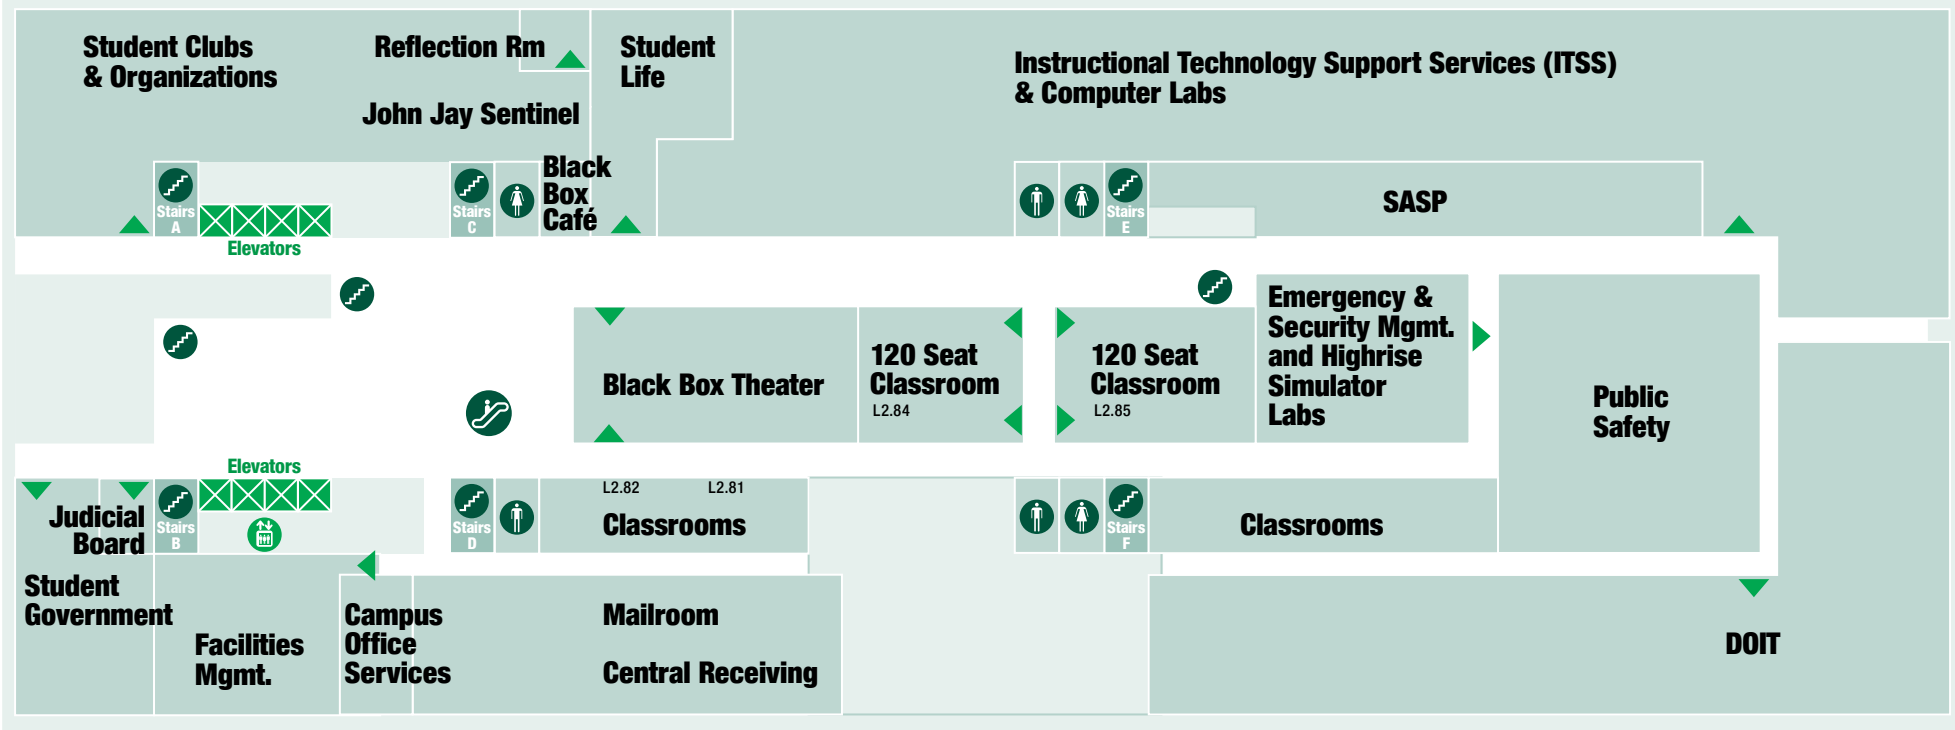 Student Clubs
& Organizations
Reflection Rm
John Jay Sentinel
Student
Life
Instructional Technology Support Services (ITSS)
& Computer Labs
Stairs
A
Elevators
Stairs
C
Black
Box
Café
Stairs
E
SASP
Black Box Theater
120 Seat
Classroom
L2.84
120 Seat
Classroom
L2.85
Emergency &
Security Mgmt.
and Highrise
Simulator
Labs
Public
Safety
Judicial
Board
Stairs
B
Elevators
Stairs
D
L2.82
L2.81
Classrooms
Stairs
F
Classrooms
Student
Government
Facilities
Mgmt.
Campus
Office
Services
Mailroom
Central Receiving
DOIT